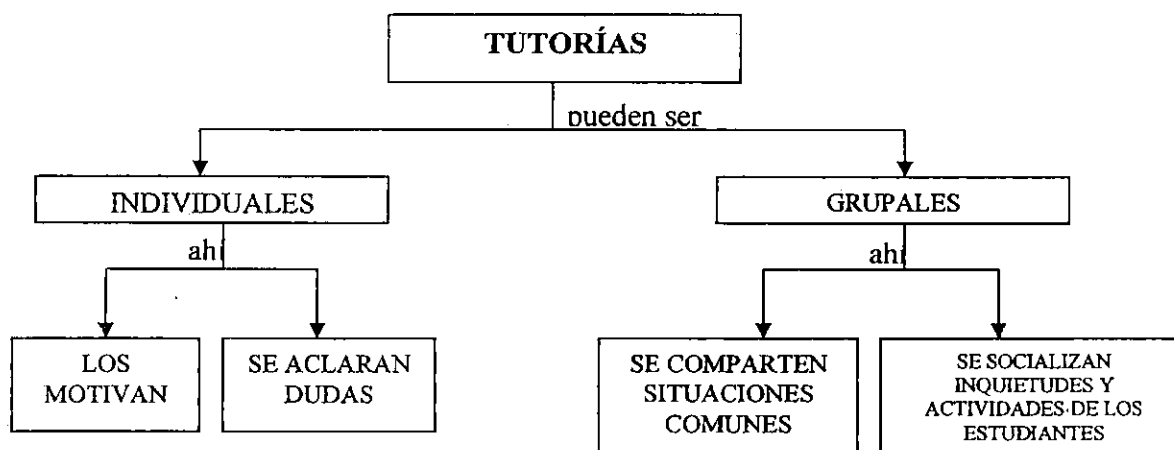 TUTORÍAS
pueden ser
INDIVIDUALES
GRUPALES
ahí
ahí
LOS
MOTIVAN
SE ACLARAN
DUDAS
SE COMPARTEN
SITUACIONES
COMUNES
SE SOCIALIZAN
INQUIETUDES Y
ACTIVIDADES DE LOS
ESTUDIANTES